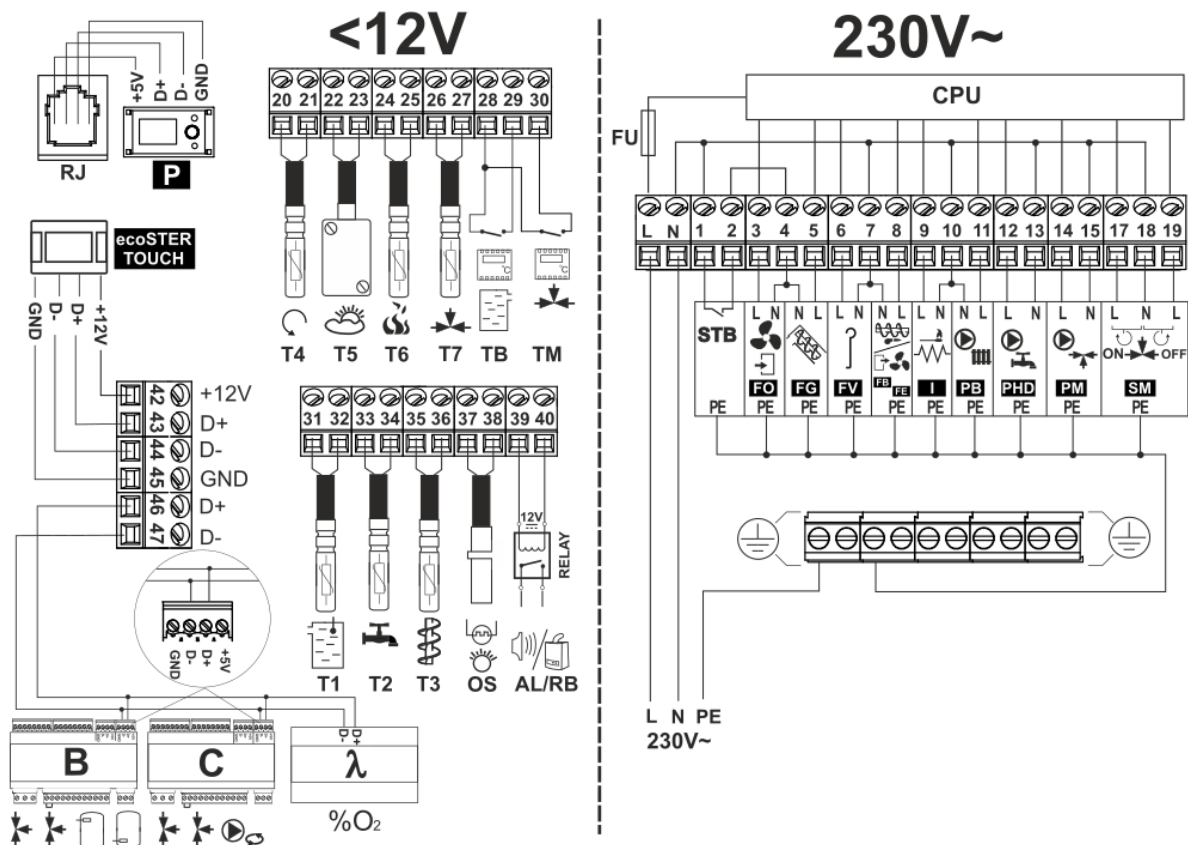 <12V
230V~
+5V
D+
D-
GND
RJ
P
ecoSTER
TOUCH
GND
D-
D+
+12V
20 21 22 23 24 25 26 27 28 29 30
°C
°C
T4 T5 T6 T7 TB TM
42 +12V
43 D+
44 D-
45 GND
46 D+
47 D-
31 32 33 34 35 36 37 38 39 40
12V
RELAY
T1 T2 T3 OS AL/RB
GND
D-
D+
+5V
B
C
D-
D+
λ
%O₂
CPU
FU
L N 1 2 3 4 5 6 7 8 9 10 11 12 13 14 15 17 18 19
L N L L N N L L N L L N L N L N L
STB
ON OFF
FO FG FV FB FE I PB PHD PM SM
PE PE PE PE PE PE PE PE PE PE
L N PE
230V~